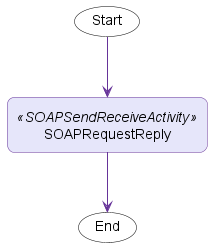 Start
«SOAPSendReceiveActivity»
SOAPRequestReply
End